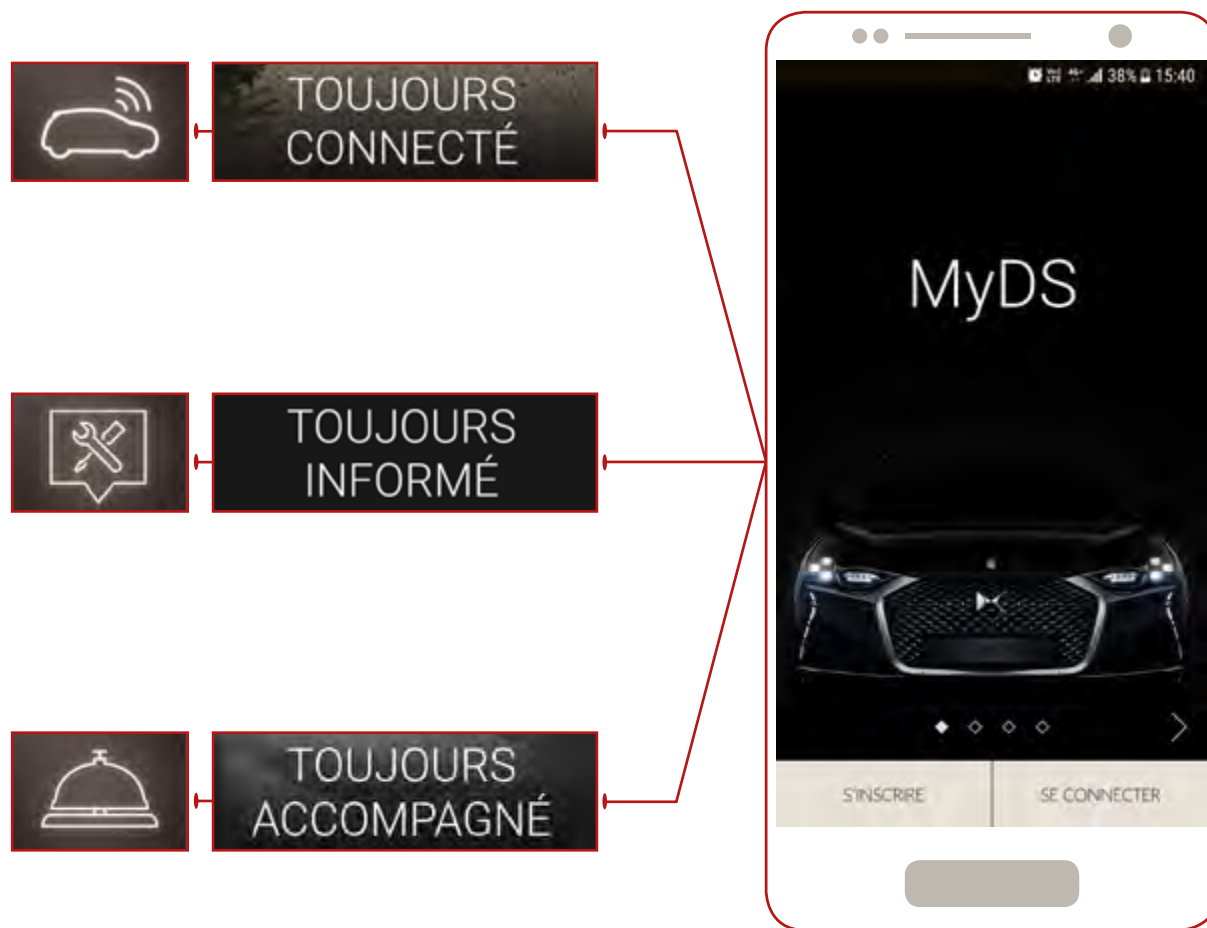 TOUJOURS
CONNECTÉ
TOUJOURS
INFORMÉ
TOUJOURS
ACCOMPAGNÉ
38% 15:40
MyDS
S'INSCRIRE
SE CONNECTER